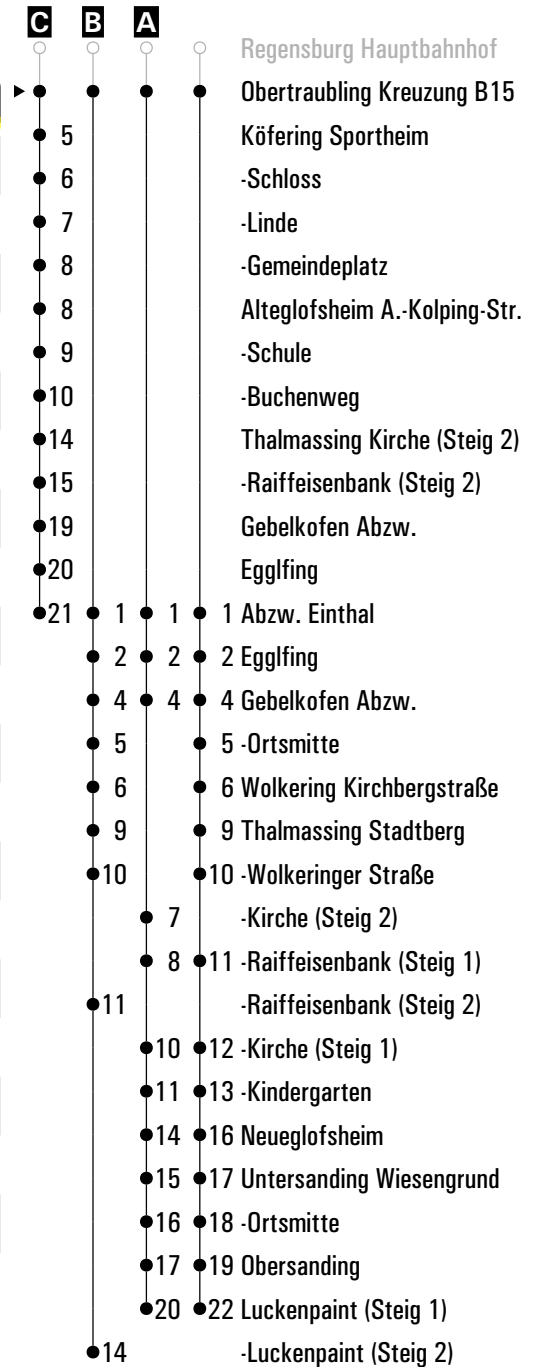 C B A
Regensburg Hauptbahnhof
Obertraubling Kreuzung B15
5 Köfering Sportheim
6 -Schloss
7 -Linde
8 -Gemeindeplatz
8 Alteglofsheim A.-Kolping-Str.
9 -Schule
10 -Buchenweg
14 Thalmassing Kirche (Steig 2)
15 -Raiffeisenbank (Steig 2)
19 Gebelkofen Abzw.
20 Egglfing
21 1 1 1 Abzw. Einthal
2 2 2 Egglfing
4 4 4 Gebelkofen Abzw.
5 5 -Ortsmitte
6 6 Wolkering Kirchbergstraße
9 9 Thalmassing Stadtberg
10 10 -Wolkeringer Straße
7 -Kirche (Steig 2)
8 11 -Raiffeisenbank (Steig 1)
11 -Raiffeisenbank (Steig 2)
10 12 -Kirche (Steig 1)
11 13 -Kindergarten
14 16 Neueglofsheim
15 17 Untersanding Wiesengrund
16 18 -Ortsmitte
17 19 Obersanding
20 22 Luckenpaint (Steig 1)
14 -Luckenpaint (Steig 2)